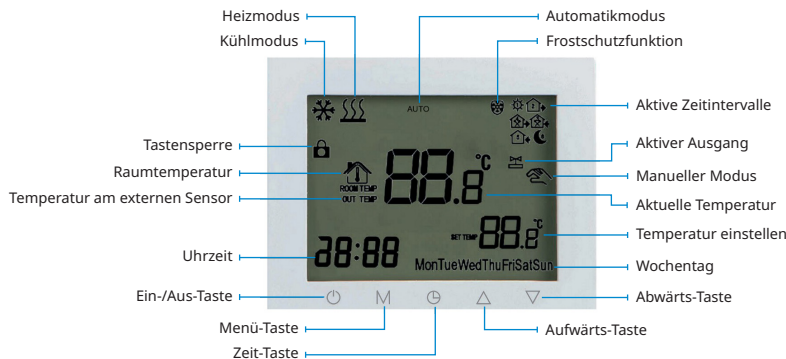 Heizmodus
Kühlmodus
Automatikmodus
Frostschutzfunktion
AUTO
Aktive Zeitintervalle
Tastensperre
Aktiver Ausgang
Raumtemperatur
Manueller Modus
88.8 °C
ROOM TEMP
Temperatur am externen Sensor
OUT TEMP
Aktuelle Temperatur
SET TEMP 88.8 °C
Temperatur einstellen
Uhrzeit
28:88
MonTueWedThuFriSatSun
Wochentag
Ein-/Aus-Taste
M
Abwärts-Taste
Menü-Taste
Aufwärts-Taste
Zeit-Taste